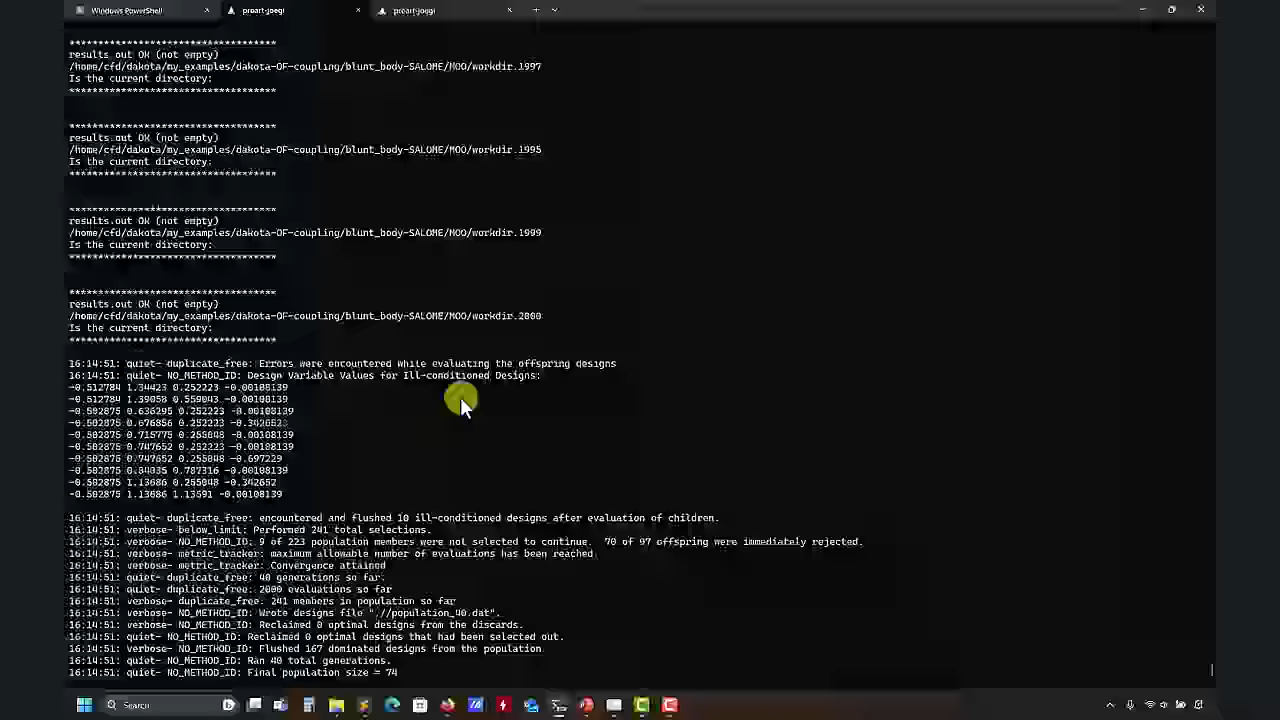 Windows PowerShell
proart-joegi
proart-joggi
***********************************
results.out OK (not empty)
/home/cfd/dakota/my_examples/dakota-OF-coupling/blunt_body-SALOME/MOO/workdir.1997
Is the current directory:
***********************************
***********************************
results.out OK (not empty)
/home/cfd/dakota/my_examples/dakota-OF-coupling/blunt_body-SALOME/MOO/workdir.1995
Is the current directory:
***********************************
***********************************
results.out OK (not empty)
/home/cfd/dakota/my_examples/dakota-OF-coupling/blunt_body-SALOME/MOO/workdir.1999
Is the current directory:
***********************************
***********************************
results.out OK (not empty)
/home/cfd/dakota/my_examples/dakota-OF-coupling/blunt_body-SALOME/MOO/workdir.2000
Is the current directory:
***********************************
16:14:51: quiet- duplicate_free: Errors were encountered while evaluating the offspring designs
16:14:51: quiet- NO_METHOD_ID: Design Variable Values for Ill-conditioned Designs:
-0.512784 1.34423 0.252223 -0.00108139
-0.512784 1.39058 0.559043 -0.00108139
-0.502875 0.636295 0.252223 -0.00108139
-0.502875 0.676856 0.252223
-0.502875 0.715775 0.255048 -0.00108139
-0.502875 0.747652 0.252223 -0.00108139
-0.502875 0.747652 0.255048 -0.697229
-0.502875 0.84035 0.787316 -0.00108139
-0.502875 1.13686 0.255048 -0.342657
-0.502875 1.13686 1.13591 -0.00108139
16:14:51: quiet- duplicate_free: encountered and flushed 10 ill-conditioned designs after evaluation of children.
16:14:51: verbose- below_limit: Performed 241 total selections.
16:14:51: verbose- NO_METHOD_ID: 9 of 223 population members were not selected to continue.  70 of 97 offspring were immediately rejected.
16:14:51: verbose- metric_tracker: maximum allowable number of evaluations has been reached.
16:14:51: verbose- metric_tracker: Convergence attained
16:14:51: quiet- duplicate_free: 40 generations so far.
16:14:51: quiet- duplicate_free: 2000 evaluations so far
16:14:51: verbose- duplicate_free: 241 members in population so far
16:14:51: verbose- NO_METHOD_ID: Wrote designs file ".//population_40.dat".
16:14:51: verbose- NO_METHOD_ID: Reclaimed 0 optimal designs from the discards.
16:14:51: quiet- NO_METHOD_ID: Reclaimed 0 optimal designs that had been selected out.
16:14:51: verbose- NO_METHOD_ID: Flushed 167 dominated designs from the population.
16:14:51: quiet- NO_METHOD_ID: Ran 40 total generations.
16:14:51: quiet- NO_METHOD_ID: Final population size = 74
Search